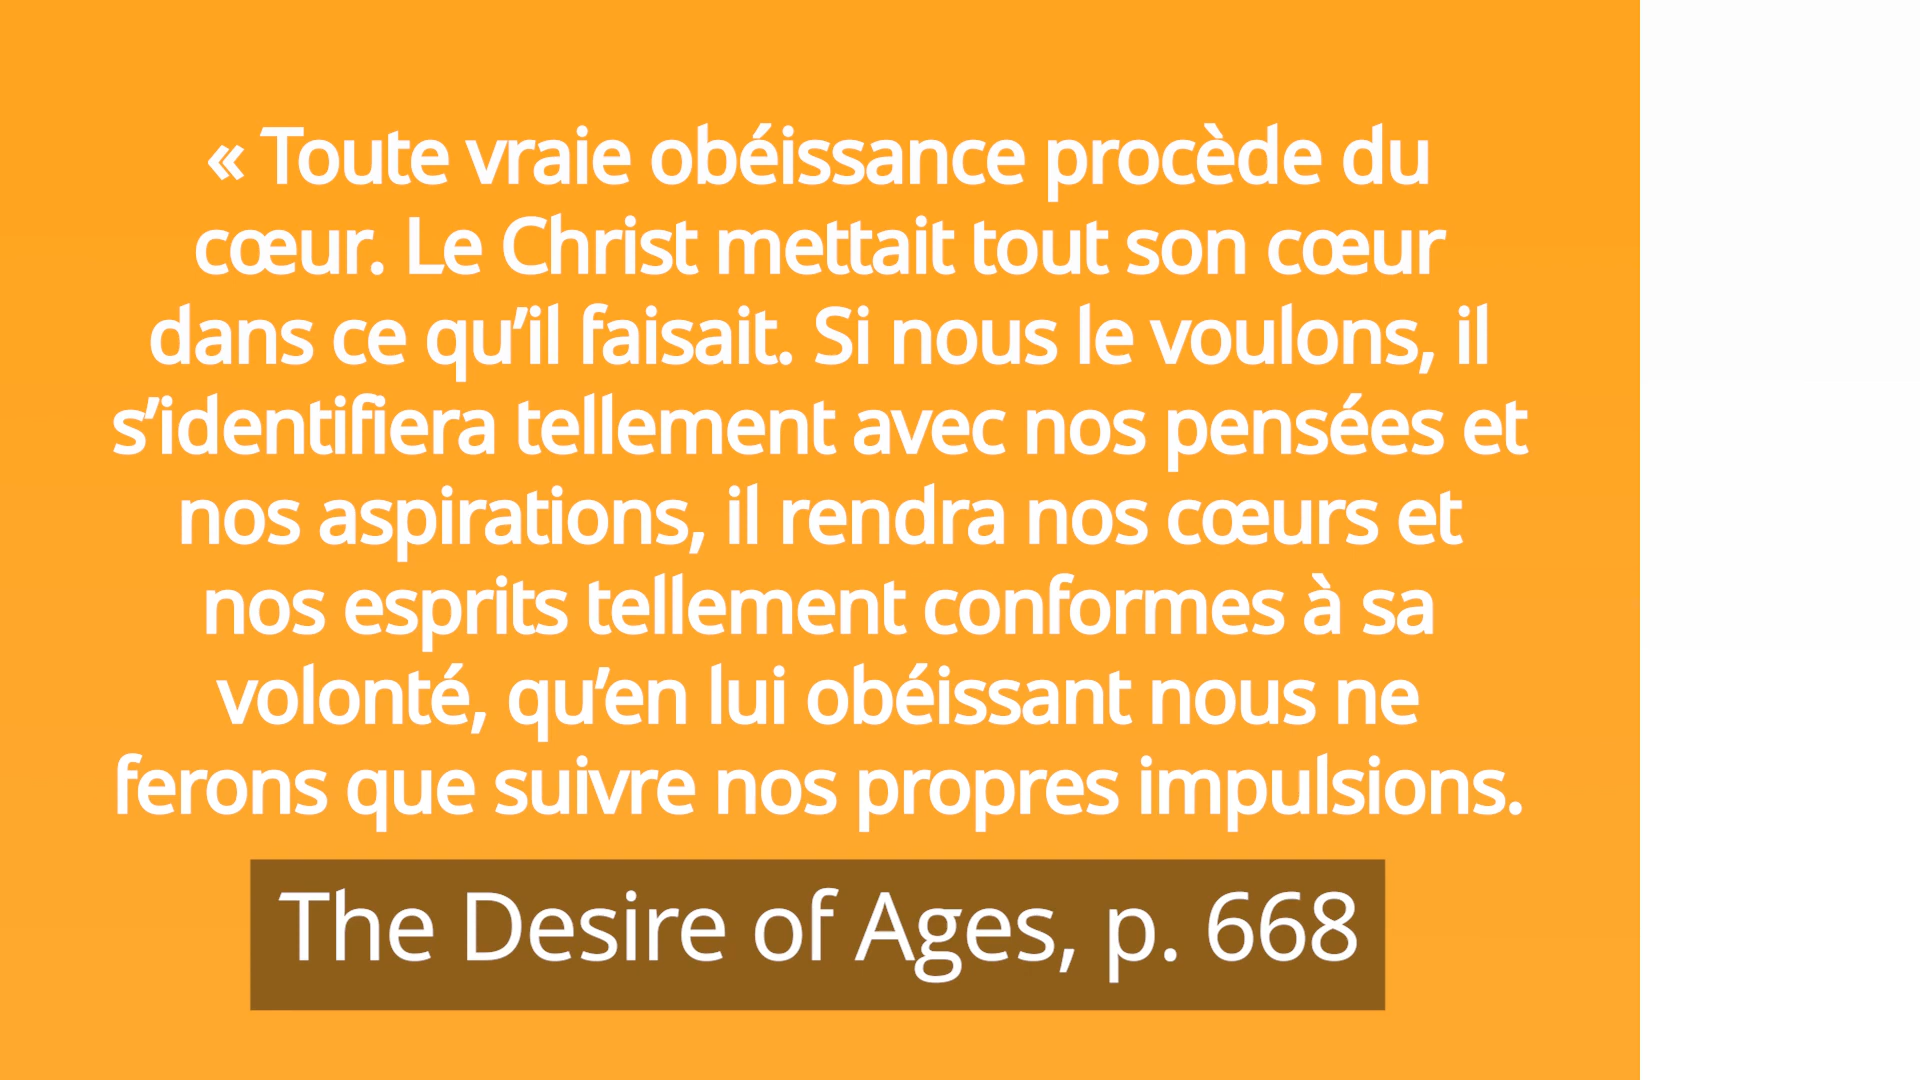 « Toute vraie obéissance procède du
cœur. Le Christ mettait tout son cœur
dans ce qu’il faisait. Si nous le voulons, il
s’identifiera tellement avec nos pensées et
nos aspirations, il rendra nos cœurs et
nos esprits tellement conformes à sa
volonté, qu’en lui obéissant nous ne
ferons que suivre nos propres impulsions.
The Desire of Ages, p. 668